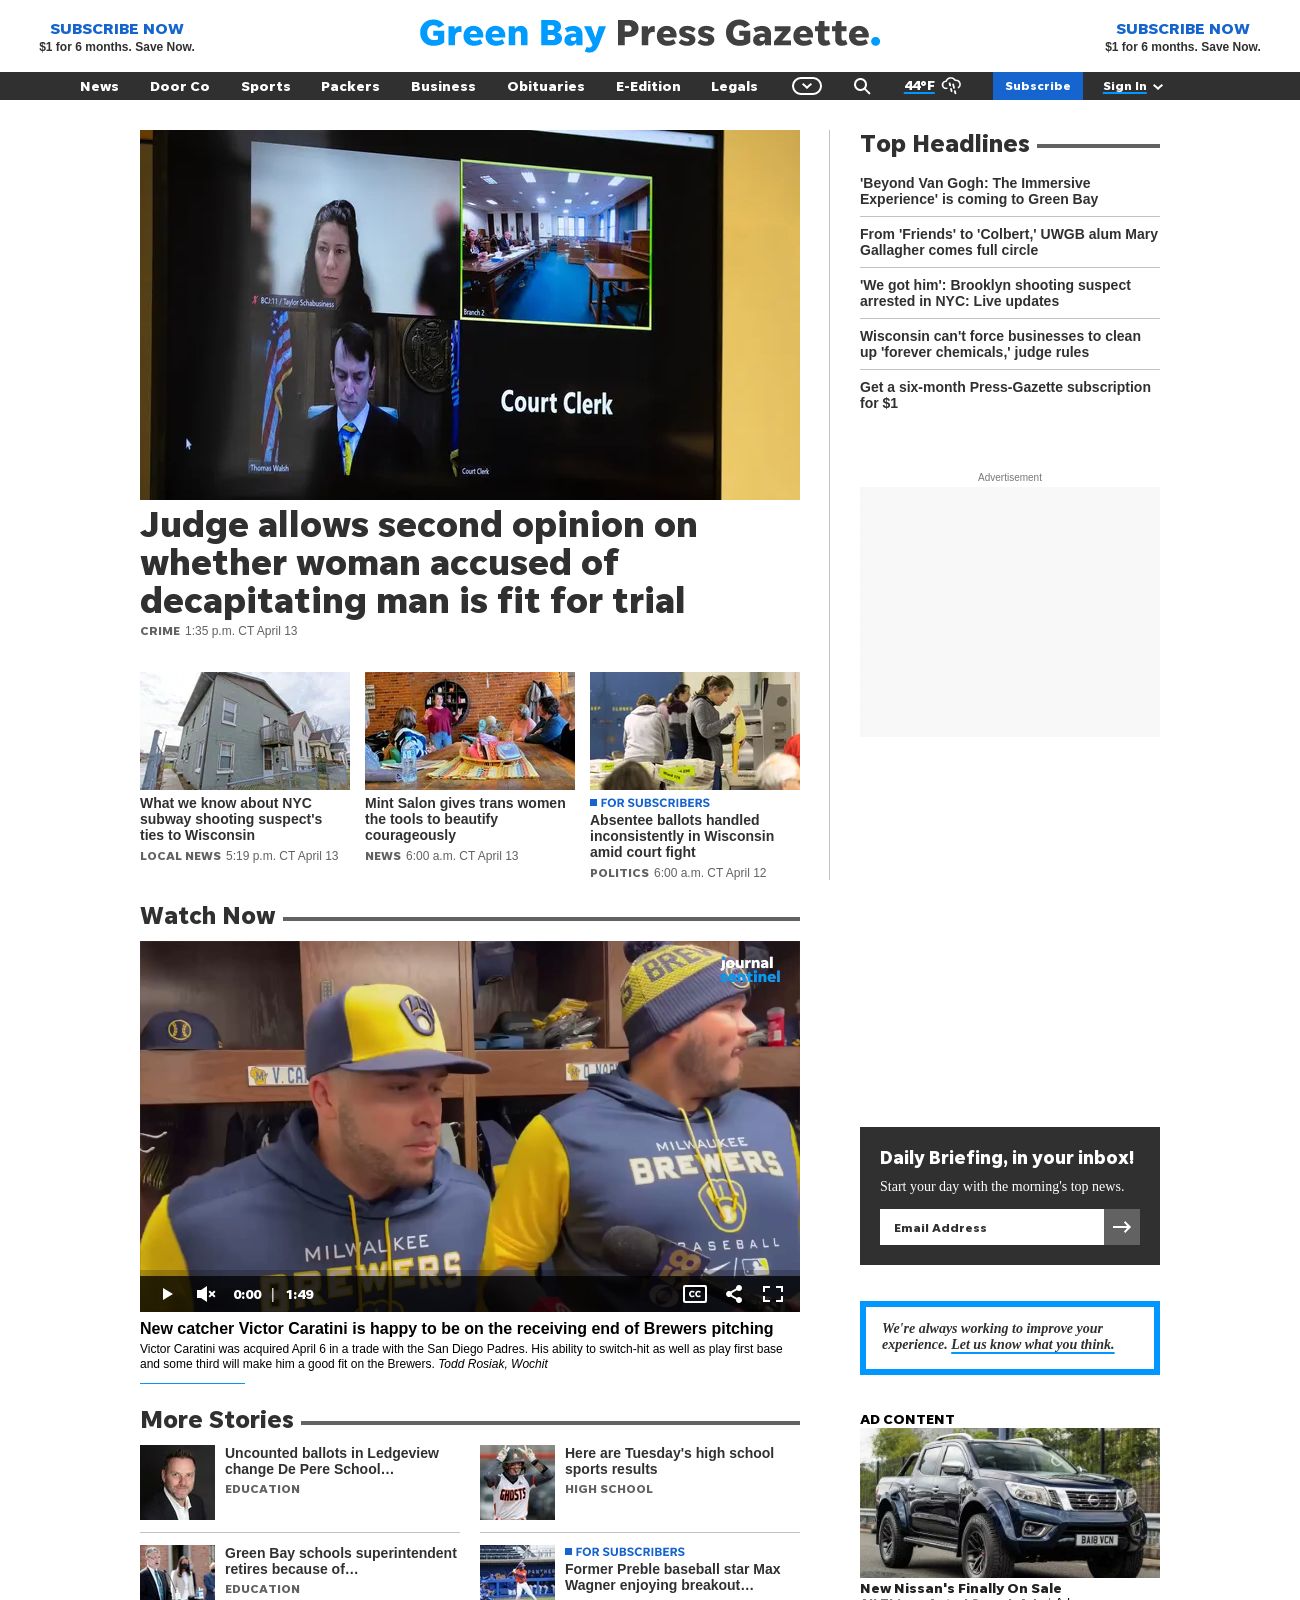 SUBSCRIBE NOW
$1 for 6 months. Save Now.
Green Bay Press Gazette.
SUBSCRIBE NOW
$1 for 6 months. Save Now.
News Door Co Sports Packers Business Obituaries E-Edition Legals 44°F Subscribe Sign In
BCJ 11 / Taylor Schabusiness
Branch 2
Thomas Walsh
Court Clerk
Court Clerk
Judge allows second opinion on
whether woman accused of
decapitating man is fit for trial
CRIME 1:35 p.m. CT April 13
What we know about NYC
subway shooting suspect's
ties to Wisconsin
LOCAL NEWS 5:19 p.m. CT April 13
Mint Salon gives trans women
the tools to beautify
courageously
NEWS 6:00 a.m. CT April 13
FOR SUBSCRIBERS
Absentee ballots handled
inconsistently in Wisconsin
amid court fight
POLITICS 6:00 a.m. CT April 12
Top Headlines
'Beyond Van Gogh: The Immersive
Experience' is coming to Green Bay
From 'Friends' to 'Colbert,' UWGB alum Mary
Gallagher comes full circle
'We got him': Brooklyn shooting suspect
arrested in NYC: Live updates
Wisconsin can't force businesses to clean
up 'forever chemicals,' judge rules
Get a six-month Press-Gazette subscription
for $1
Advertisement
Watch Now
journal
sentinel
BREW
V. CAR
MILWAUKEE
BREWERS
MILWAUKEE
BREWERS
BASEBALL
0:00 | 1:49
CC
New catcher Victor Caratini is happy to be on the receiving end of Brewers pitching
Victor Caratini was acquired April 6 in a trade with the San Diego Padres. His ability to switch-hit as well as play first base
and some third will make him a good fit on the Brewers. Todd Rosiak, Wochit
Daily Briefing, in your inbox!
Start your day with the morning's top news.
Email Address
We're always working to improve your
experience. Let us know what you think.
More Stories
Uncounted ballots in Ledgeview
change De Pere School…
EDUCATION
Here are Tuesday's high school
sports results
HIGH SCHOOL
GHOSTS
Green Bay schools superintendent
retires because of…
EDUCATION
FOR SUBSCRIBERS
Former Preble baseball star Max
Wagner enjoying breakout…
AD CONTENT
BA18 VCN
New Nissan's Finally On Sale